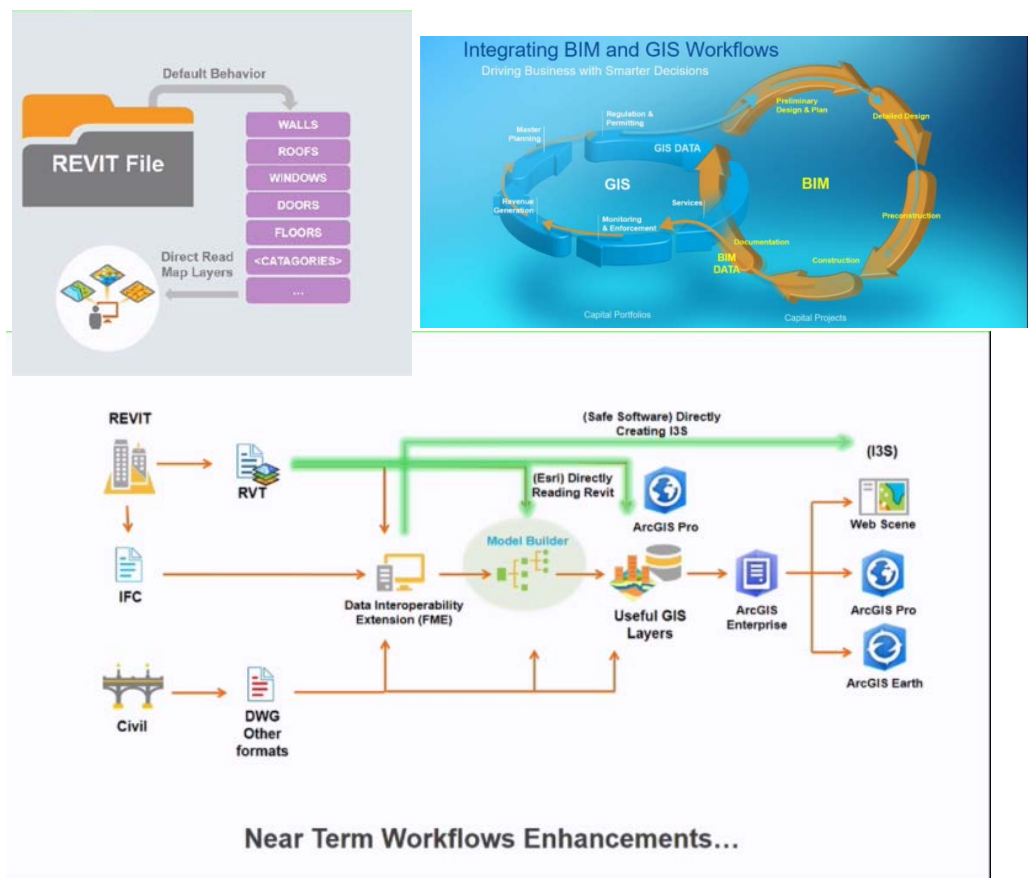 Default Behavior
REVIT File
WALLS
ROOFS
WINDOWS
DOORS
FLOORS
<CATAGORIES>
...
Direct Read
Map Layers
Integrating BIM and GIS Workflows
Driving Business with Smarter Decisions
Regulation &
Permitting
Master
Planning
GIS DATA
GIS
Revenue
Generation
Monitoring
& Enforcement
Services
Capital Portfolios
Preliminary
Design & Plan
Detailed Design
BIM
Preconstruction
Construction
Documentation
BIM
DATA
Capital Projects
REVIT
RVT
(Safe Software) Directly
Creating I3S
(I3S)
(Esri) Directly
Reading Revit
ArcGIS Pro
Web Scene
Model Builder
IFC
Data Interoperability
Extension (FME)
Useful GIS
Layers
ArcGIS
Enterprise
ArcGIS Pro
ArcGIS Earth
Civil
DWG
Other
formats
Near Term Workflows Enhancements...